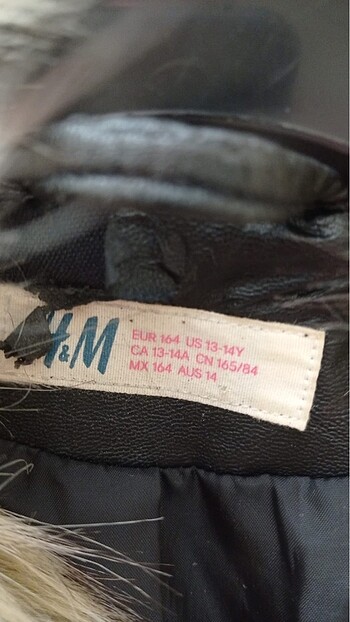 H&M
EUR 164 US 13-14Y
CA 13-14A CN 165/84
MX 164 AUS 14